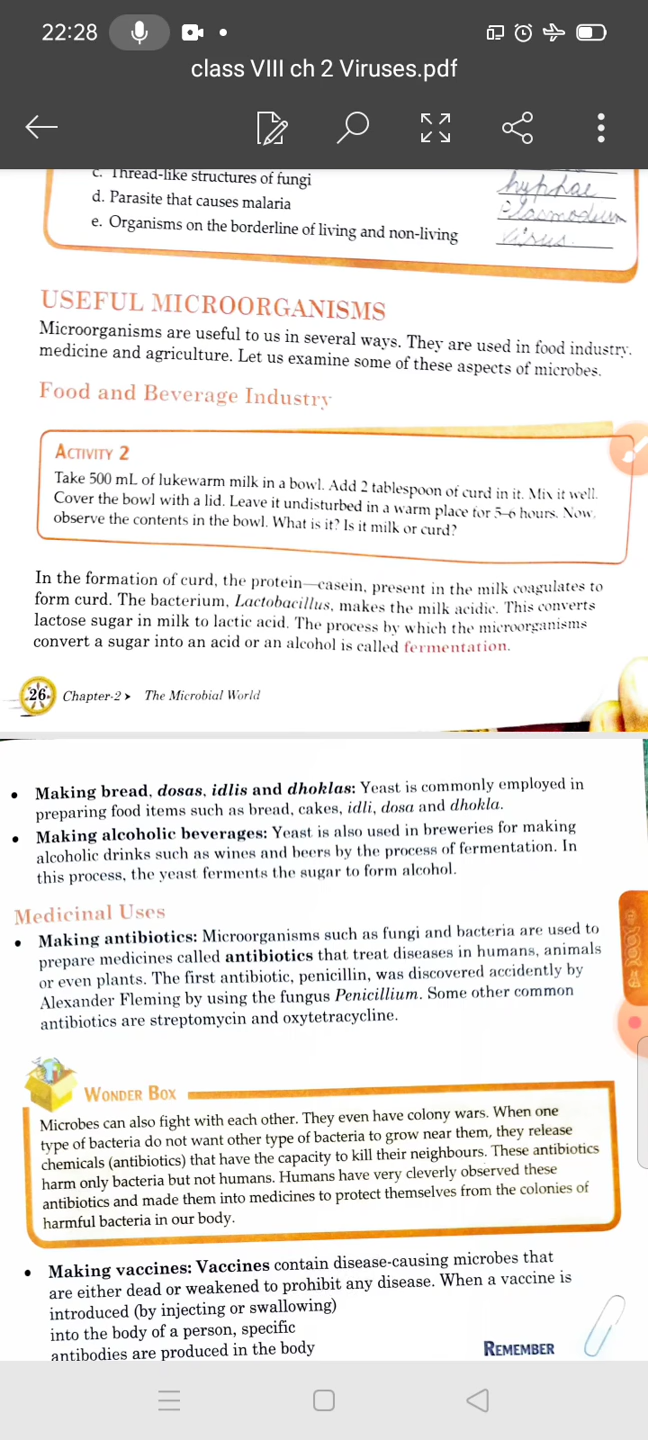 22:28
class VIII ch 2 Viruses.pdf
c. Thread-like structures of fungi
hyphae
d. Parasite that causes malaria
Plasmodium
e. Organisms on the borderline of living and non-living
Virus.
USEFUL MICROORGANISMS
Microorganisms are useful to us in several ways. They are used in food industry,
medicine and agriculture. Let us examine some of these aspects of microbes.
Food and Beverage Industry
ACTIVITY 2
Take 500 mL of lukewarm milk in a bowl. Add 2 tablespoon of curd in it. Mix it well.
Cover the bowl with a lid. Leave it undisturbed in a warm place for 5–6 hours. Now,
observe the contents in the bowl. What is it? Is it milk or curd?
In the formation of curd, the protein—casein, present in the milk coagulates to
form curd. The bacterium, Lactobacillus, makes the milk acidic. This converts
lactose sugar in milk to lactic acid. The process by which the microorganisms
convert a sugar into an acid or an alcohol is called fermentation.
26 Chapter-2 > The Microbial World
• Making bread, dosas, idlis and dhoklas: Yeast is commonly employed in
preparing food items such as bread, cakes, idli, dosa and dhokla.
• Making alcoholic beverages: Yeast is also used in breweries for making
alcoholic drinks such as wines and beers by the process of fermentation. In
this process, the yeast ferments the sugar to form alcohol.
Medicinal Uses
• Making antibiotics: Microorganisms such as fungi and bacteria are used to
prepare medicines called antibiotics that treat diseases in humans, animals
or even plants. The first antibiotic, penicillin, was discovered accidently by
Alexander Fleming by using the fungus Penicillium. Some other common
antibiotics are streptomycin and oxytetracycline.
WONDER BOX
Microbes can also fight with each other. They even have colony wars. When one
type of bacteria do not want other type of bacteria to grow near them, they release
chemicals (antibiotics) that have the capacity to kill their neighbours. These antibiotics
harm only bacteria but not humans. Humans have very cleverly observed these
antibiotics and made them into medicines to protect themselves from the colonies of
harmful bacteria in our body.
• Making vaccines: Vaccines contain disease-causing microbes that
are either dead or weakened to prohibit any disease. When a vaccine is
introduced (by injecting or swallowing)
into the body of a person, specific
antibodies are produced in the body
REMEMBER